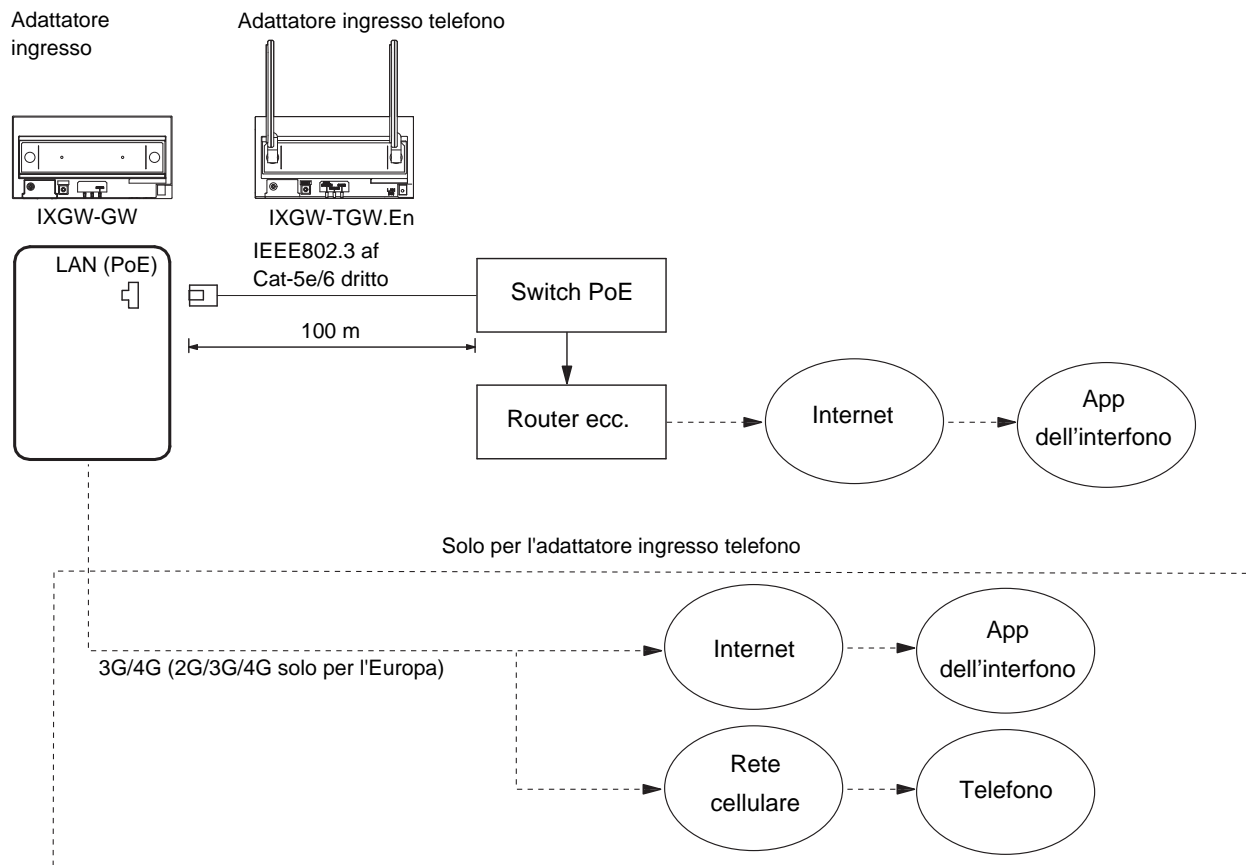 Adattatore
ingresso
Adattatore ingresso telefono
IXGW-GW
IXGW-TGW.En
LAN (PoE)
IEEE802.3 af
Cat-5e/6 dritto
Switch PoE
100 m
Router ecc.
Internet
App
dell'interfono
Solo per l'adattatore ingresso telefono
3G/4G (2G/3G/4G solo per l'Europa)
Internet
App
dell'interfono
Rete
cellulare
Telefono